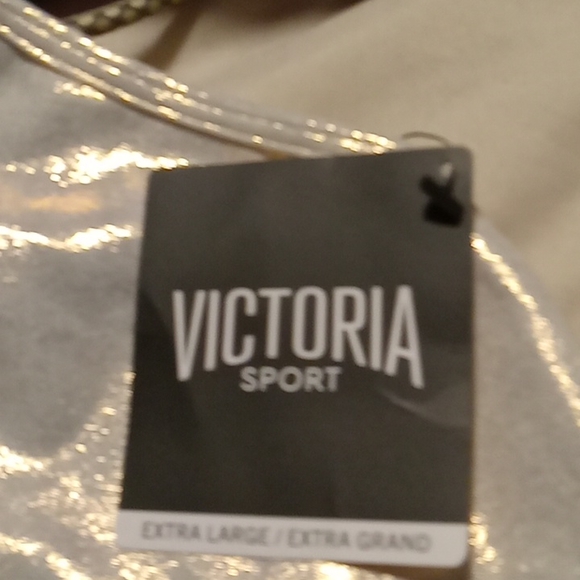 VICTORIA
SPORT
EXTRA LARGE / EXTRA GRAND